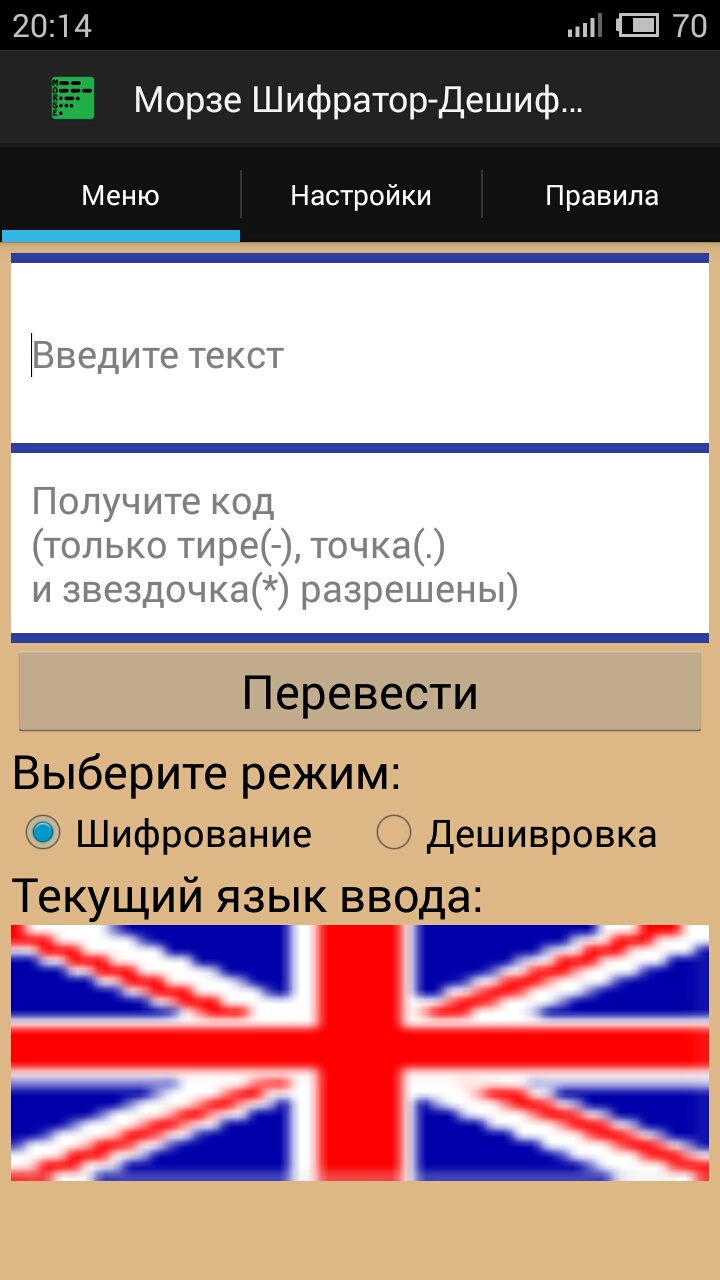 20:14
70
Морзе Шифратор-Дешиф...
Меню
Настройки
Правила
Введите текст
Получите код
(только тире(-), точка(.)
и звездочка(*) разрешены)
Перевести
Выберите режим:
Шифрование
Дешивровка
Текущий язык ввода: